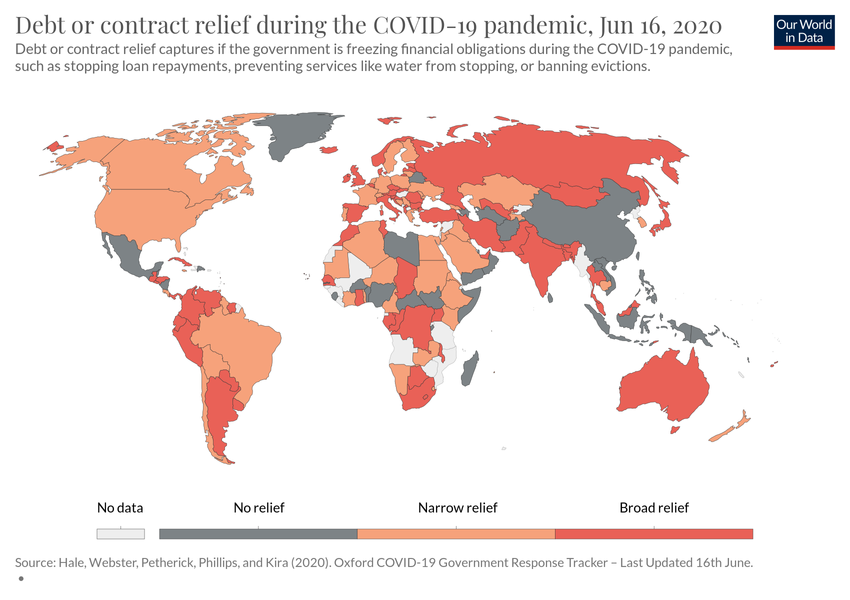 Debt or contract relief during the COVID-19 pandemic, Jun 16, 2020
Our World
in Data
Debt or contract relief captures if the government is freezing financial obligations during the COVID-19 pandemic,
such as stopping loan repayments, preventing services like water from stopping, or banning evictions.
No data
No relief
Narrow relief
Broad relief
Source: Hale, Webster, Petherick, Phillips, and Kira (2020). Oxford COVID-19 Government Response Tracker – Last Updated 16th June.